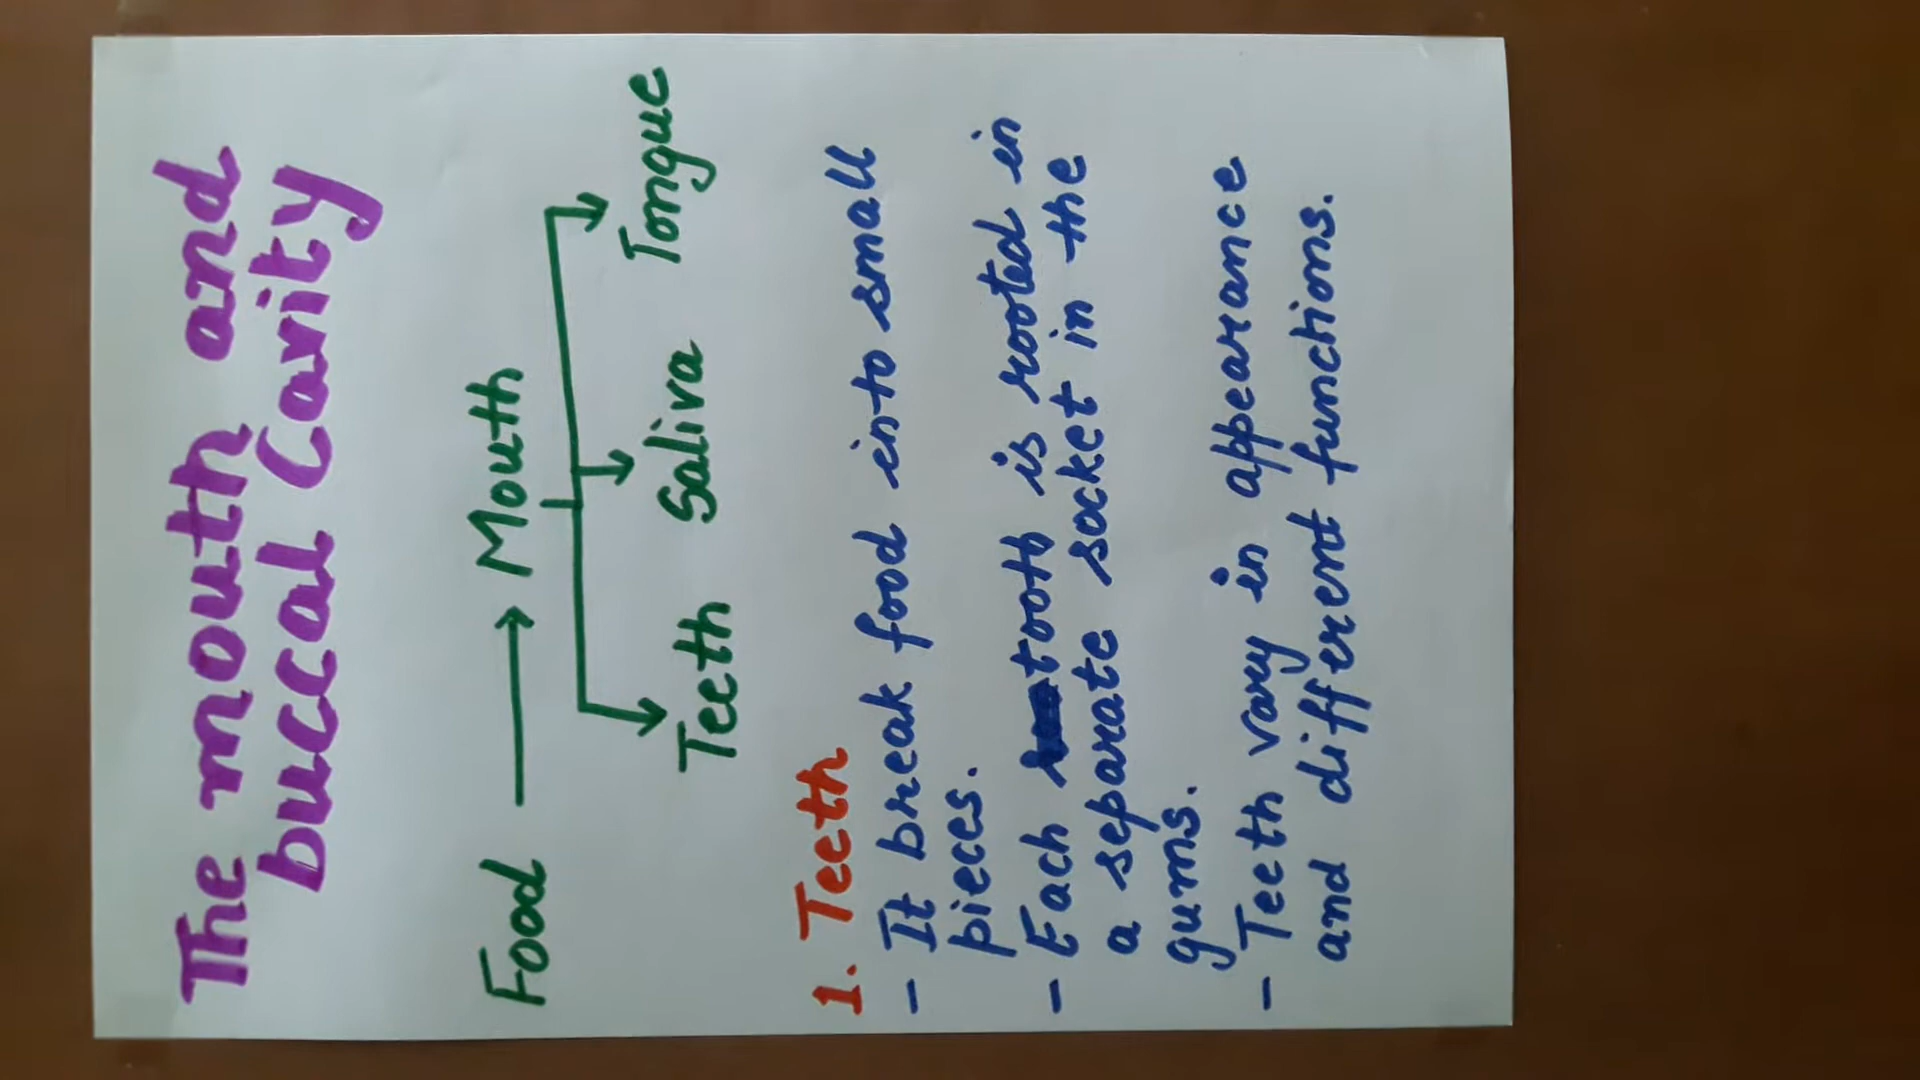 The mouth and
buccal Cavity
Food → Mouth
Teeth Saliva Tongue
1. Teeth
- It break food into small
pieces.
- Each tooth is rooted in
a separate socket in the
gums.
- Teeth vary in appearance
and different functions.